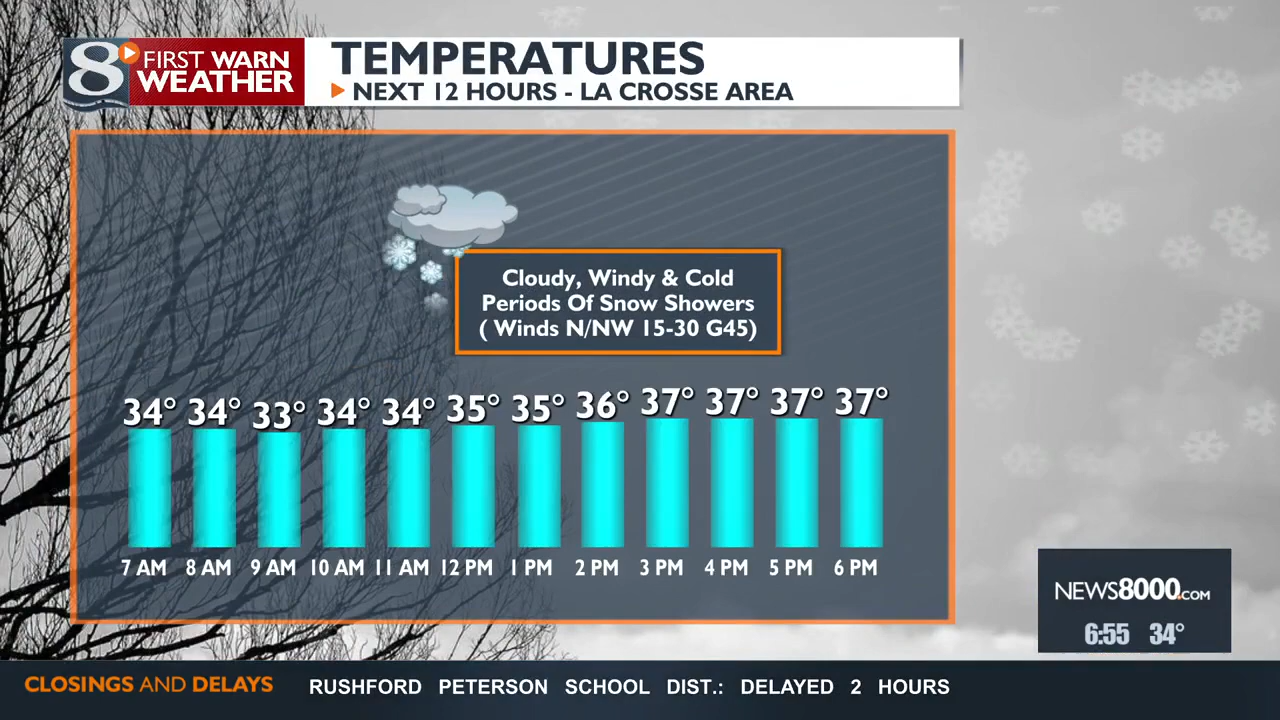 8 FIRST WARN
WEATHER
TEMPERATURES
NEXT 12 HOURS - LA CROSSE AREA
Cloudy, Windy & Cold
Periods Of Snow Showers
( Winds N/NW 15-30 G45)
34° 34° 33° 34° 34° 35° 35° 36° 37° 37° 37° 37°
7 AM 8 AM 9 AM 10 AM 11 AM 12 PM 1 PM 2 PM 3 PM 4 PM 5 PM 6 PM
NEWS8000.COM
6:55 34°
CLOSINGS AND DELAYS RUSHFORD PETERSON SCHOOL DIST.: DELAYED 2 HOURS